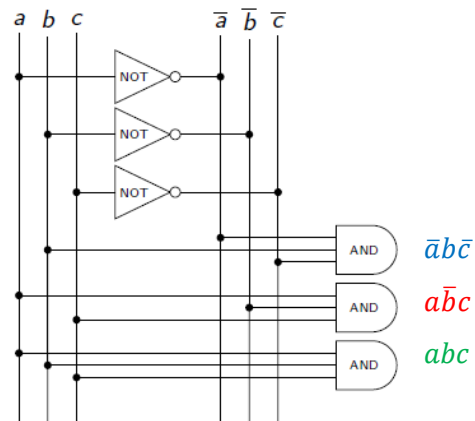 a b c a̅ b̅ c̅
NOT
NOT
NOT
AND a̅bc̅
AND ab̅c
AND abc